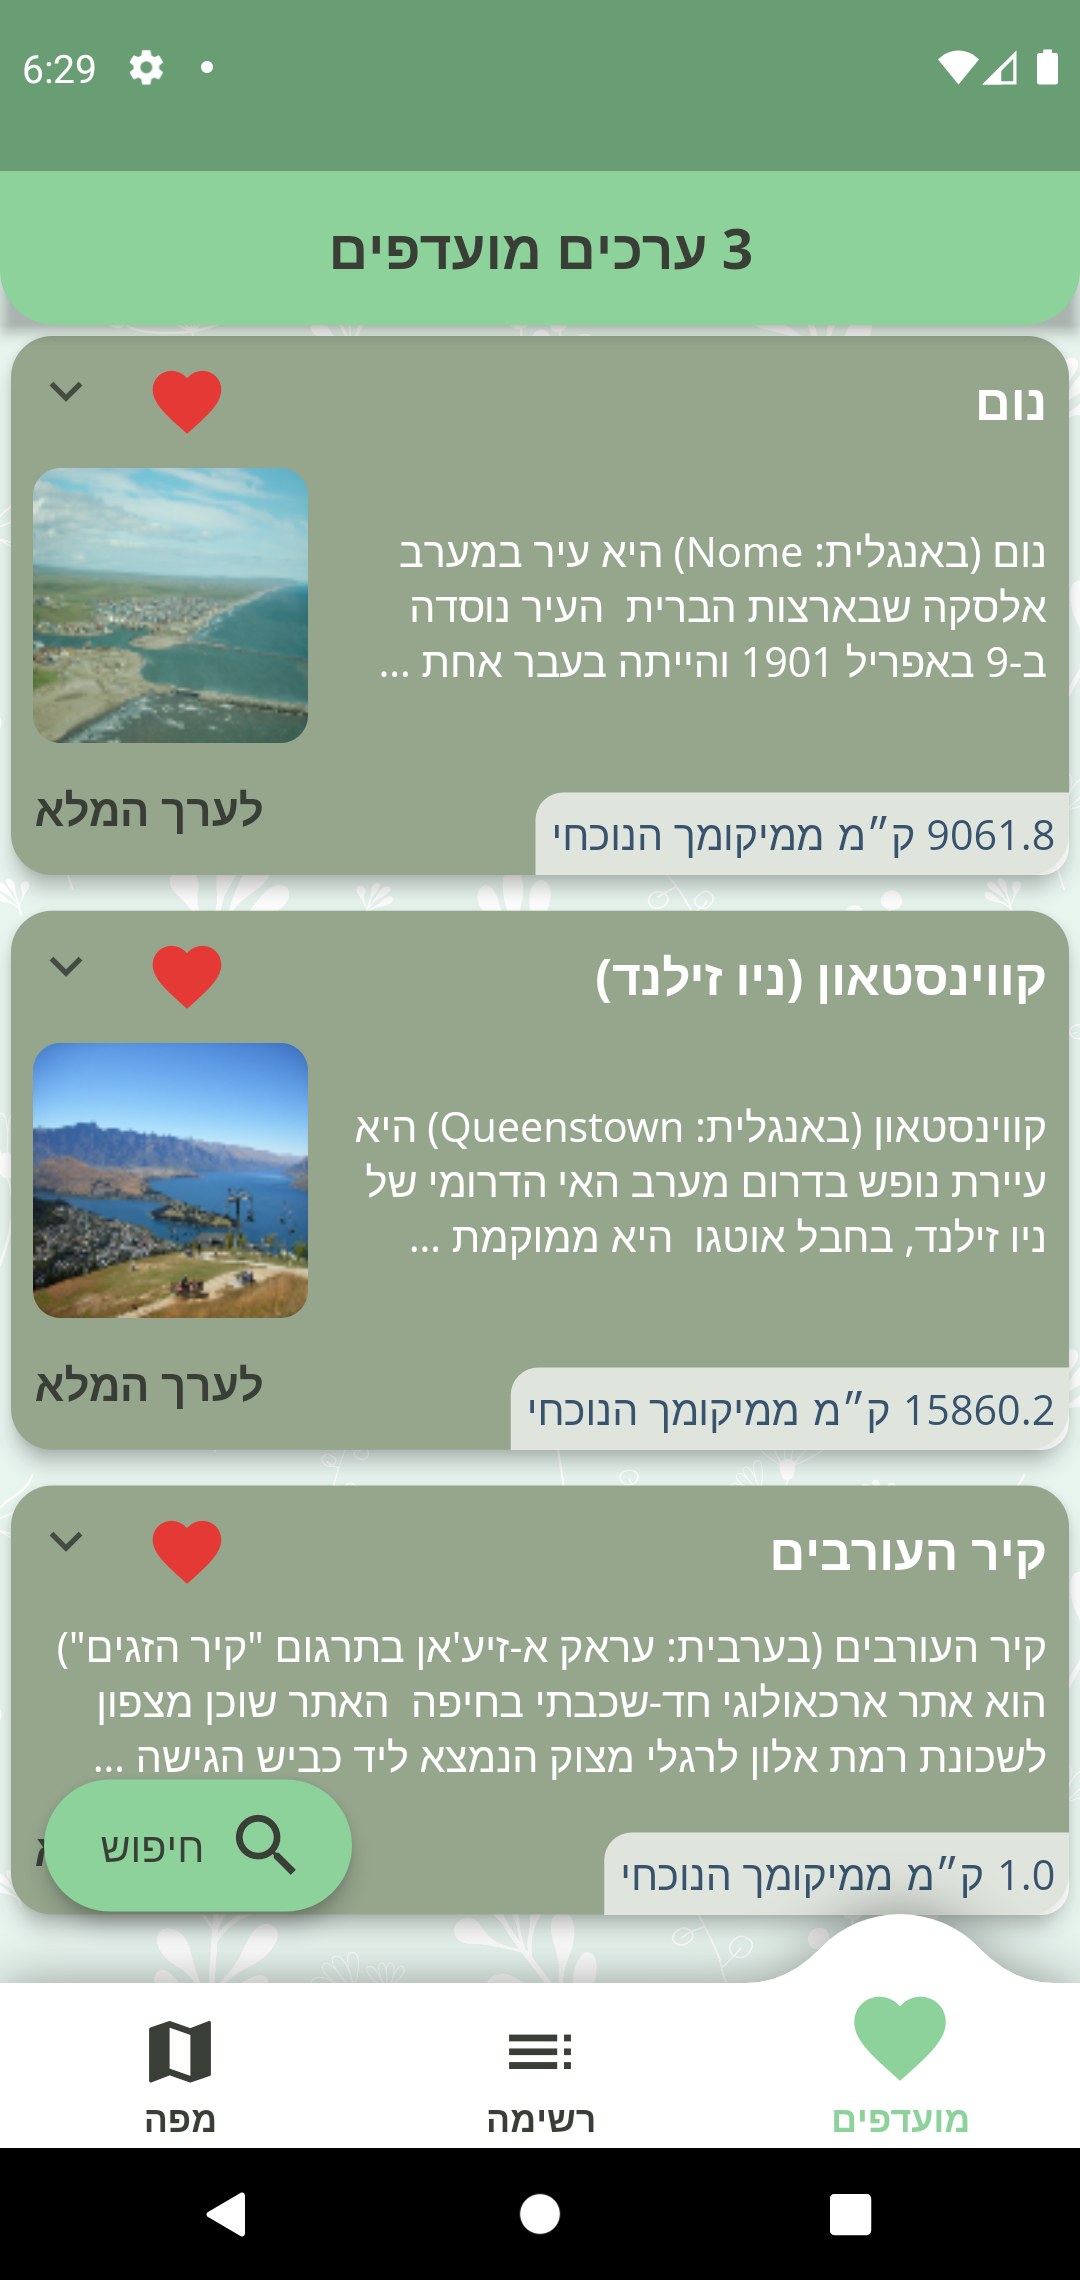 6:29
3 ערכים מועדפים
נום
נום (באנגלית: Nome) היא עיר במערב
אלסקה שבארצות הברית  העיר נוסדה
ב-9 באפריל 1901 והייתה בעבר אחת ...
לערך המלא
9061.8 ק״מ ממיקומך הנוכחי
קווינסטאון (ניו זילנד)
קווינסטאון (באנגלית: Queenstown) היא
עיירת נופש בדרום מערב האי הדרומי של
ניו זילנד, בחבל אוטגו  היא ממוקמת ...
לערך המלא
15860.2 ק״מ ממיקומך הנוכחי
קיר העורבים
קיר העורבים (בערבית: עראק א-זיע'אן בתרגום "קיר הזגים")
הוא אתר ארכאולוגי חד-שכבתי בחיפה  האתר שוכן מצפון
לשכונת רמת אלון לרגלי מצוק הנמצא ליד כביש הגישה ...
חיפוש
1.0 ק״מ ממיקומך הנוכחי
מועדפים
רשימה
מפה